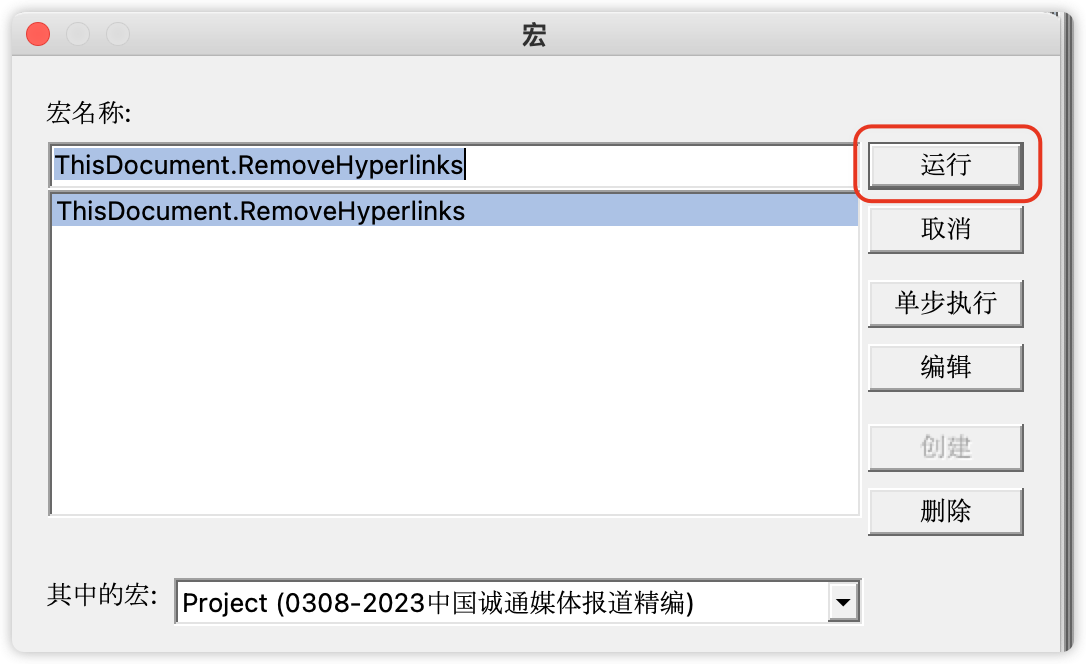 宏
宏名称:
ThisDocument.RemoveHyperlinks
运行
ThisDocument.RemoveHyperlinks
取消
单步执行
编辑
创建
删除
其中的宏:
Project (0308-2023中国诚通媒体报道精编)